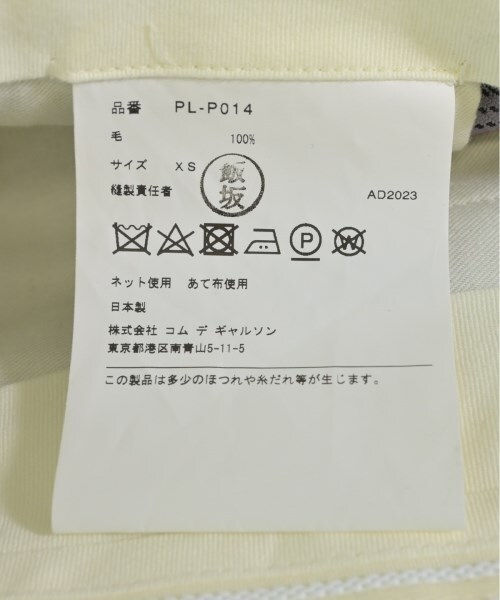 品番 PL-P014
毛 100%
サイズ XS
飯坂
縫製責任者 AD2023
P W
ネット使用 あて布使用
日本製
株式会社 コム デ ギャルソン
東京都港区南青山5-11-5
この製品は多少のほつれや糸だれ等が生じます。